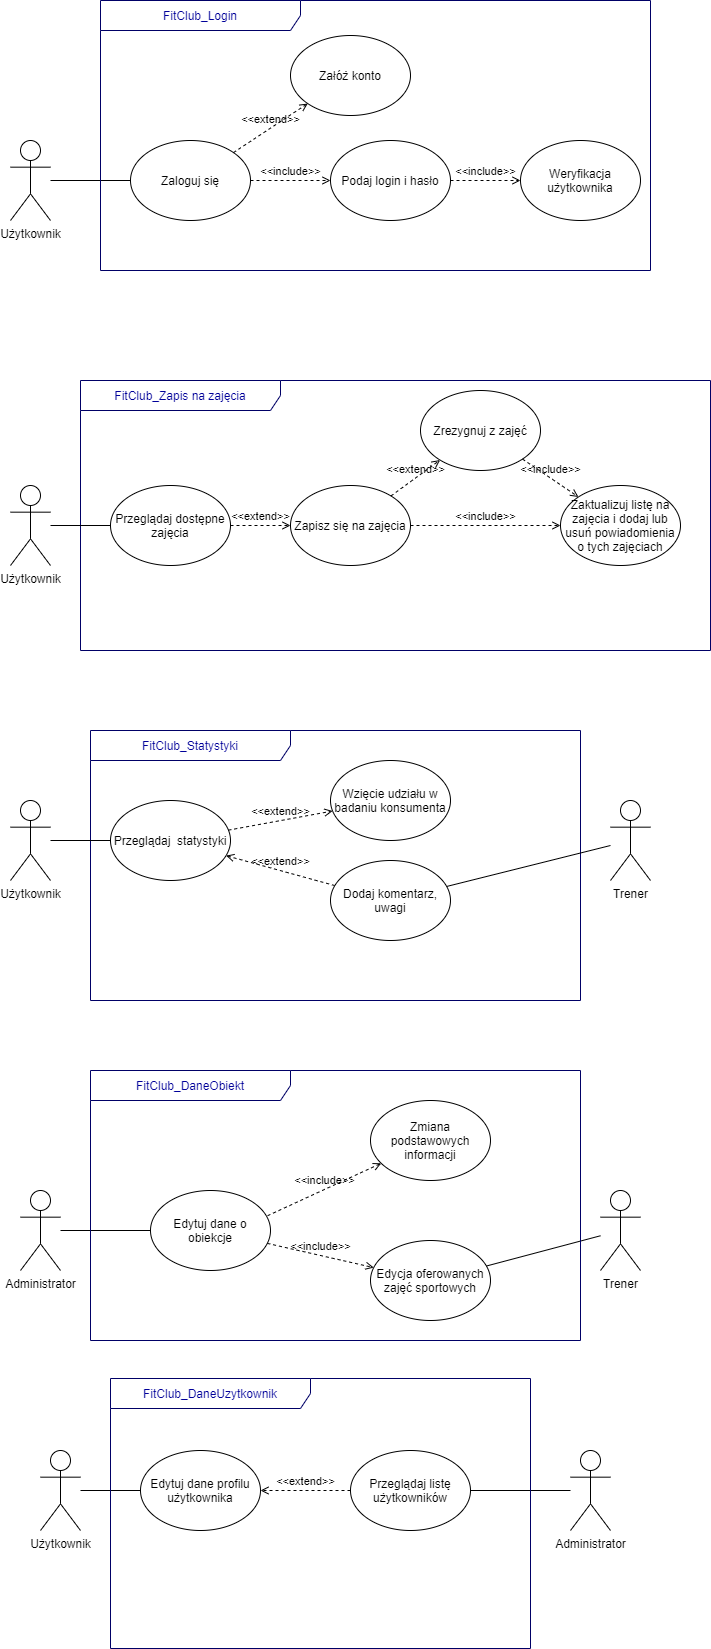 FitClub_Login
Załóż konto
<<extend>>
Zaloguj się
<<include>>
Podaj login i hasło
<<include>>
Weryfikacja
użytkownika
Użytkownik
FitClub_Zapis na zajęcia
Zrezygnuj z zajęć
<<extend>>
<<include>>
Przeglądaj dostępne
zajęcia
<<extend>>
Zapisz się na zajęcia
<<include>>
Zaktualizuj listę na
zajęcia i dodaj lub
usuń powiadomienia
o tych zajęciach
Użytkownik
FitClub_Statystyki
Wzięcie udziału w
badaniu konsumenta
<<extend>>
Przeglądaj statystyki
<<extend>>
Dodaj komentarz,
uwagi
Użytkownik
Trener
FitClub_DaneObiekt
Zmiana
podstawowych
informacji
<<include>>
Edytuj dane o
obiekcje
<<include>>
Edycja oferowanych
zajęć sportowych
Administrator
Trener
FitClub_DaneUzytkownik
Edytuj dane profilu
użytkownika
<<extend>>
Przeglądaj listę
użytkowników
Użytkownik
Administrator